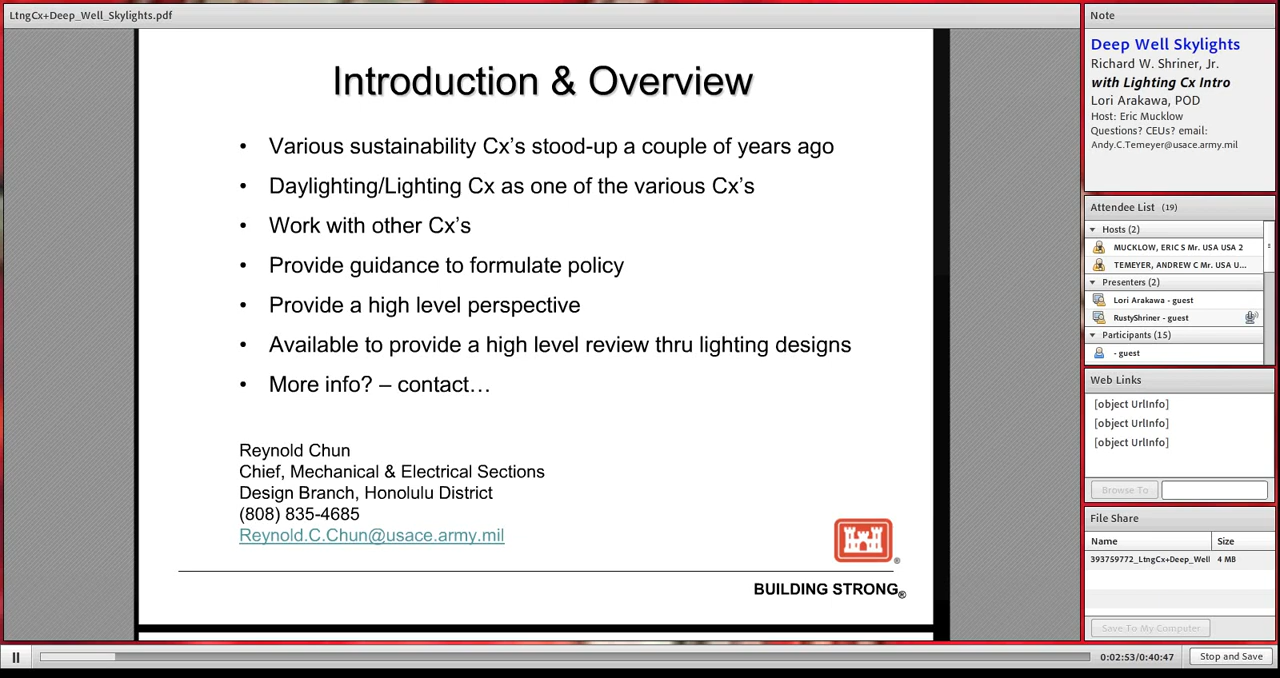 LtngCx+Deep_Well_Skylights.pdf
Introduction & Overview
• Various sustainability Cx's stood-up a couple of years ago
• Daylighting/Lighting Cx as one of the various Cx's
• Work with other Cx's
• Provide guidance to formulate policy
• Provide a high level perspective
• Available to provide a high level review thru lighting designs
• More info? – contact…
Reynold Chun
Chief, Mechanical & Electrical Sections
Design Branch, Honolulu District
(808) 835-4685
Reynold.C.Chun@usace.army.mil
®
BUILDING STRONG®
Note
Deep Well Skylights
Richard W. Shriner, Jr.
with Lighting Cx Intro
Lori Arakawa, POD
Host: Eric Mucklow
Questions? CEUs? email:
Andy.C.Temeyer@usace.army.mil
Attendee List (19)
Hosts (2)
MUCKLOW, ERIC S Mr. USA USA 2
TEMEYER, ANDREW C Mr. USA U...
Presenters (2)
Lori Arakawa - guest
RustyShriner - guest
Participants (15)
- guest
Web Links
[object UrlInfo]
[object UrlInfo]
[object UrlInfo]
Browse To
File Share
Name Size
393759772_LtngCx+Deep_Well 4 MB
Save To My Computer
0:02:53/0:40:47
Stop and Save